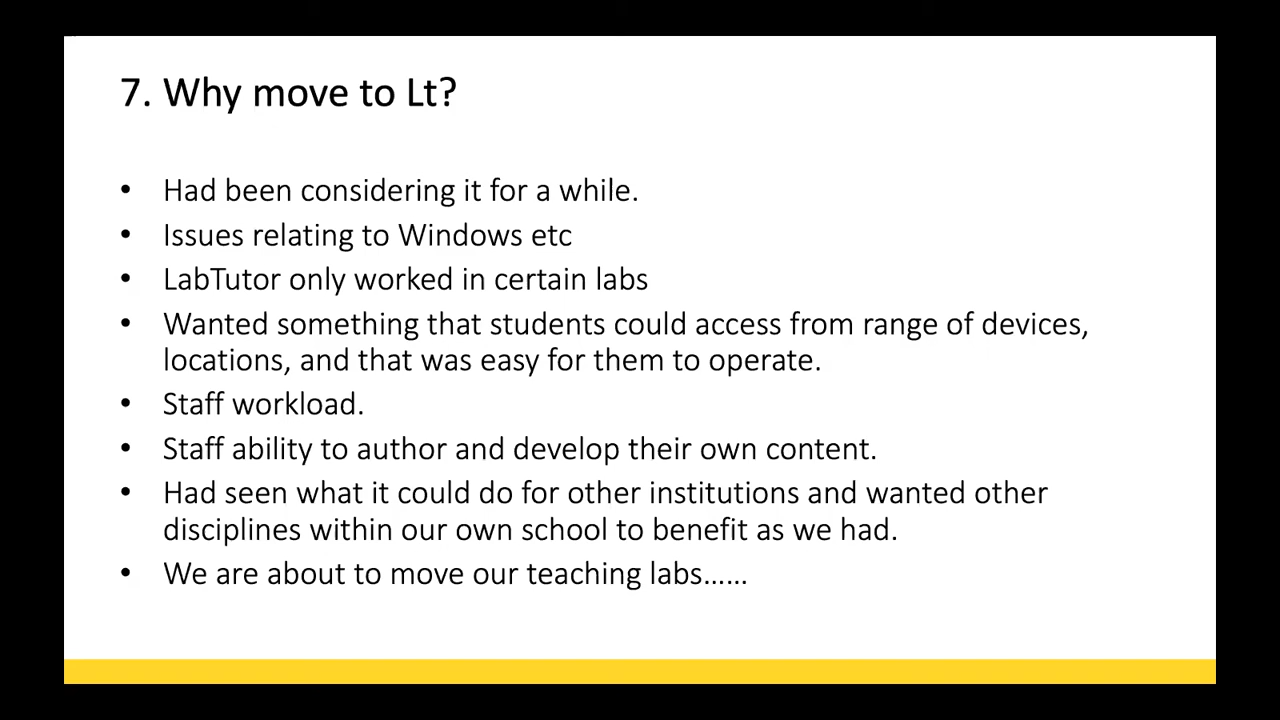 7. Why move to Lt?
• Had been considering it for a while.
• Issues relating to Windows etc
• LabTutor only worked in certain labs
• Wanted something that students could access from range of devices,
locations, and that was easy for them to operate.
• Staff workload.
• Staff ability to author and develop their own content.
• Had seen what it could do for other institutions and wanted other
disciplines within our own school to benefit as we had.
• We are about to move our teaching labs……